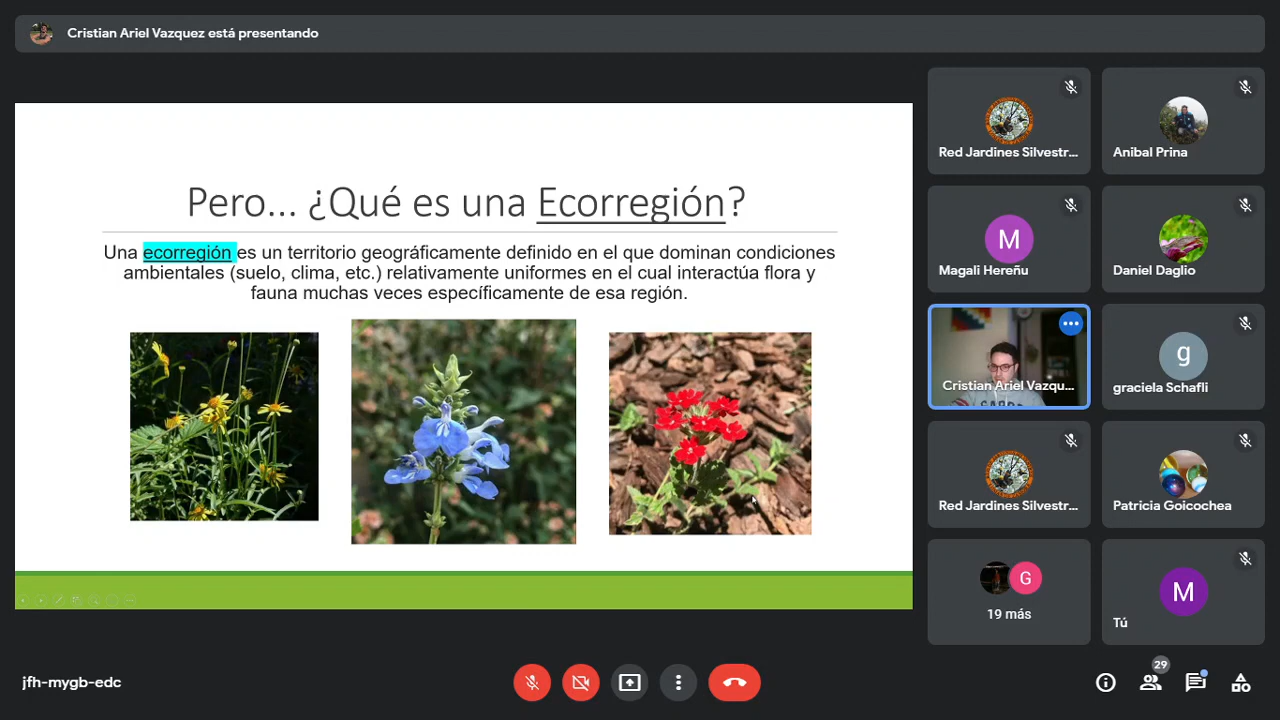 Cristian Ariel Vazquez está presentando
Pero... ¿Qué es una Ecorregión?
Una ecorregión es un territorio geográficamente definido en el que dominan condiciones
ambientales (suelo, clima, etc.) relativamente uniformes en el cual interactúa flora y
fauna muchas veces específicamente de esa región.
Red Jardines Silvestr...
Anibal Prina
M
Magali Hereñu
Daniel Daglio
Cristian Ariel Vazqu...
g
graciela Schafli
Red Jardines Silvestr...
Patricia Goicochea
G
19 más
M
Tú
jfh-mygb-edc
29